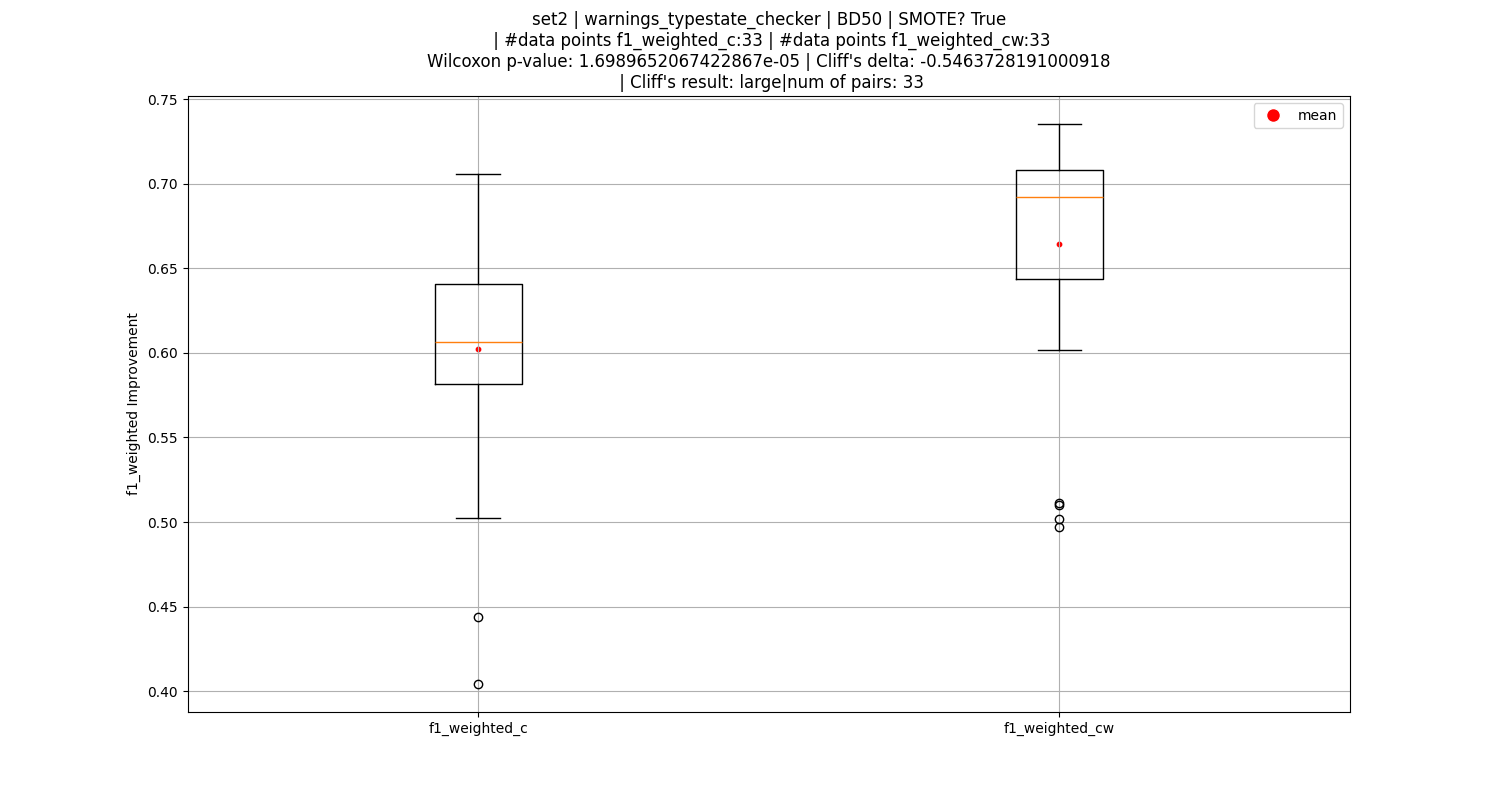 set2 | warnings_typestate_checker | BD50 | SMOTE? True
| #data points f1_weighted_c:33 | #data points f1_weighted_cw:33
Wilcoxon p-value: 1.6989652067422867e-05 | Cliff's delta: -0.5463728191000918
| Cliff's result: large|num of pairs: 33
mean
f1_weighted Improvement
0.75
0.70
0.65
0.60
0.55
0.50
0.45
0.40
f1_weighted_c
f1_weighted_cw